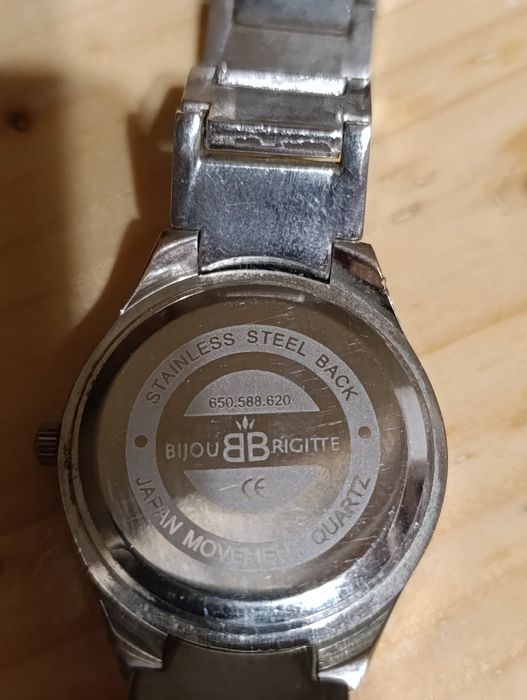 STAINLESS STEEL BACK
650.588.620
BIJOU BB RIGITTE
CE
JAPAN MOVEMENT QUARTZ